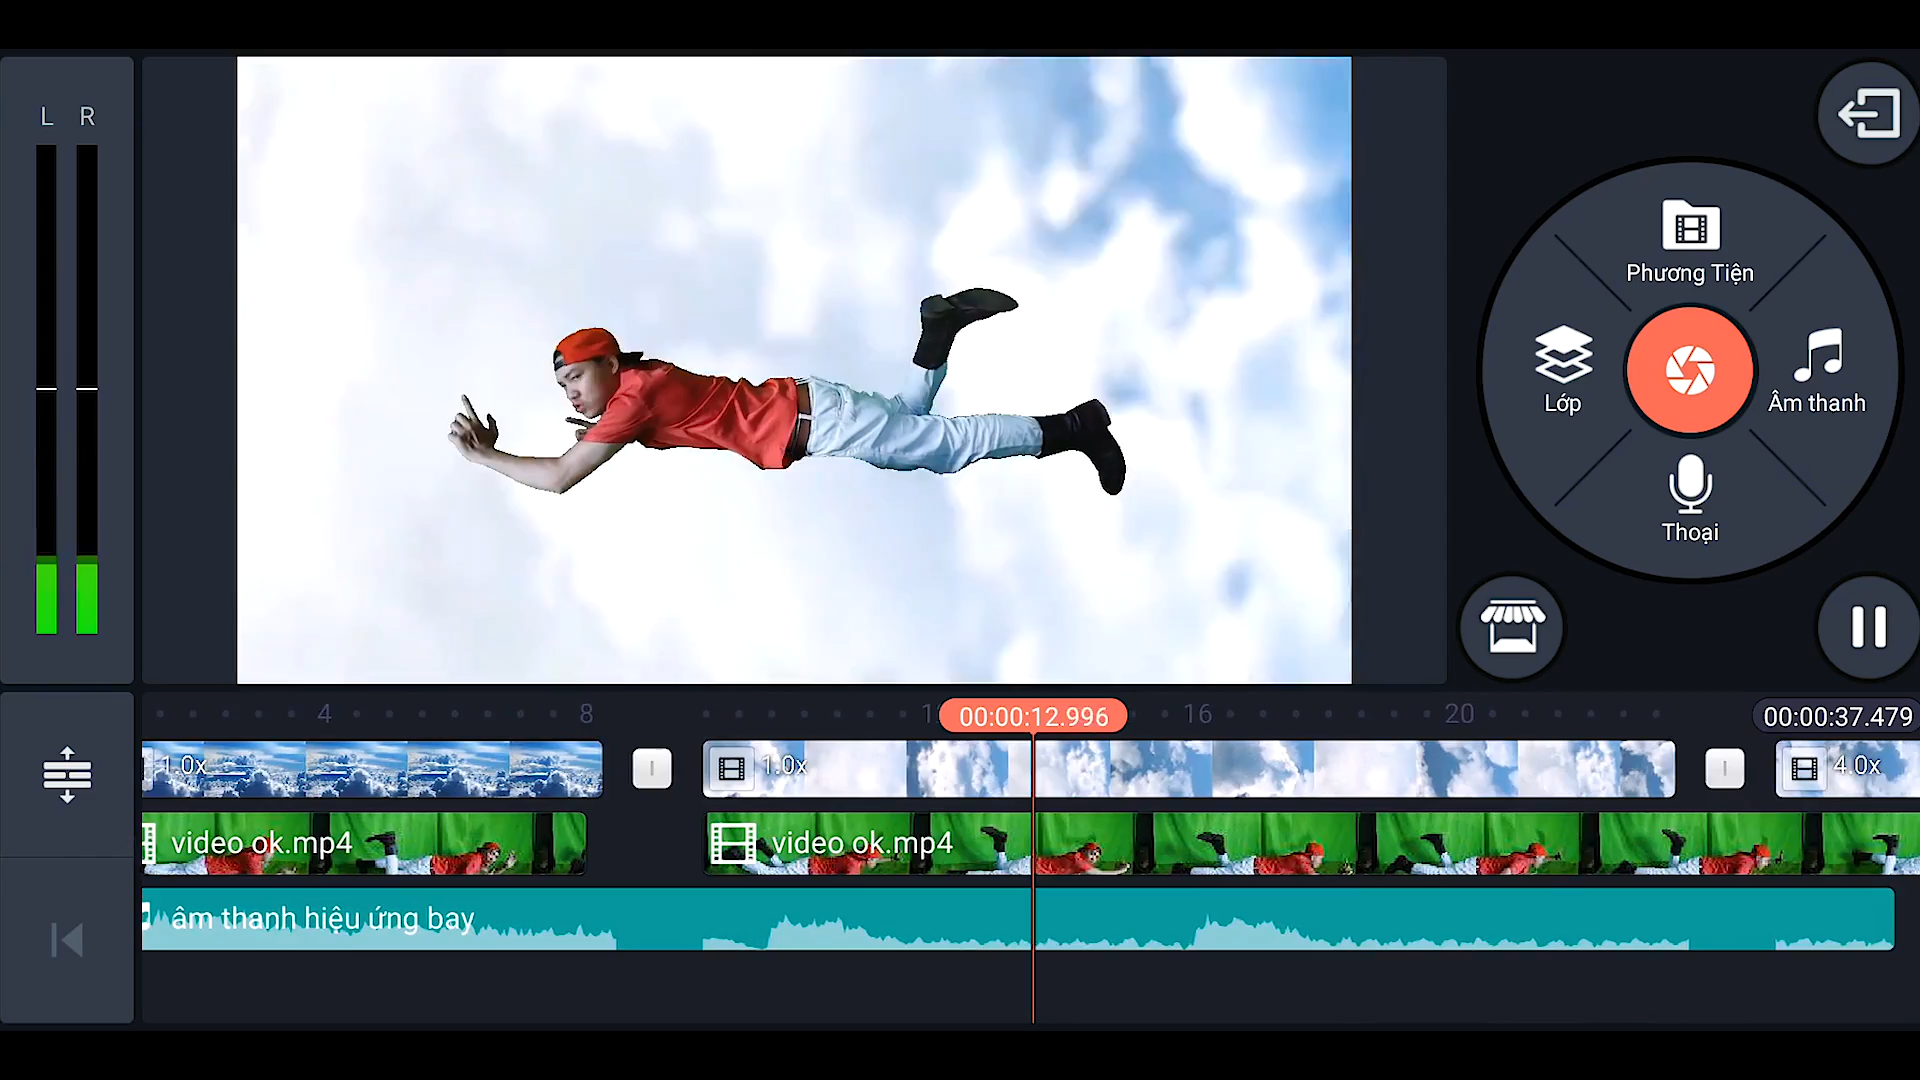 L R
Phương Tiện
Lớp
Âm thanh
Thoại
4 8 00:00:12.996 16 20 00:00:37.479
1.0x 1.0x 4.0x
video ok.mp4 video ok.mp4
âm thanh hiệu ứng bay